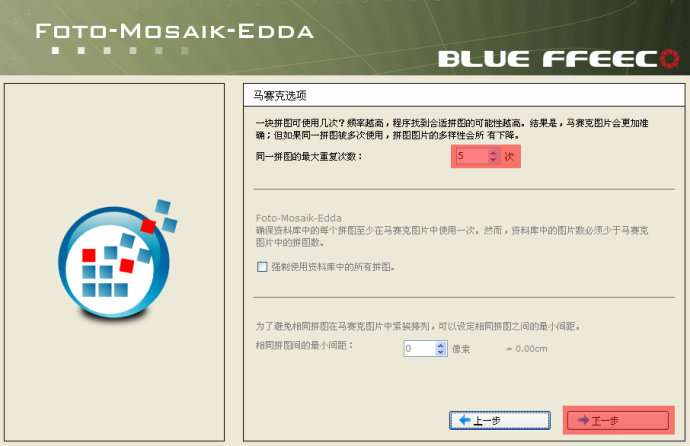 FOTO-MOSAIK-EDDA
BLUE FFEEC
马赛克选项
一块拼图可使用几次？频率越高，程序找到合适拼图的可能性越高。结果是，马赛克图片会更加准
确；但如果同一拼图被多次使用，拼图图片的多样性会所 有下降。
同一拼图的最大重复次数： 5 次
Foto-Mosaik-Edda
确保资料库中的每个拼图至少在马赛克图片中使用一次。然而，资料库中的图片数必须少于马赛克
图片中的拼图数。
强制使用资料库中的所有拼图。
为了避免相同拼图在马赛克图片中紧挨排列，可以设定相同拼图之间的最小间距。
相同拼图间的最小间距： 0 像素 = 0.00cm
上一步 下一步